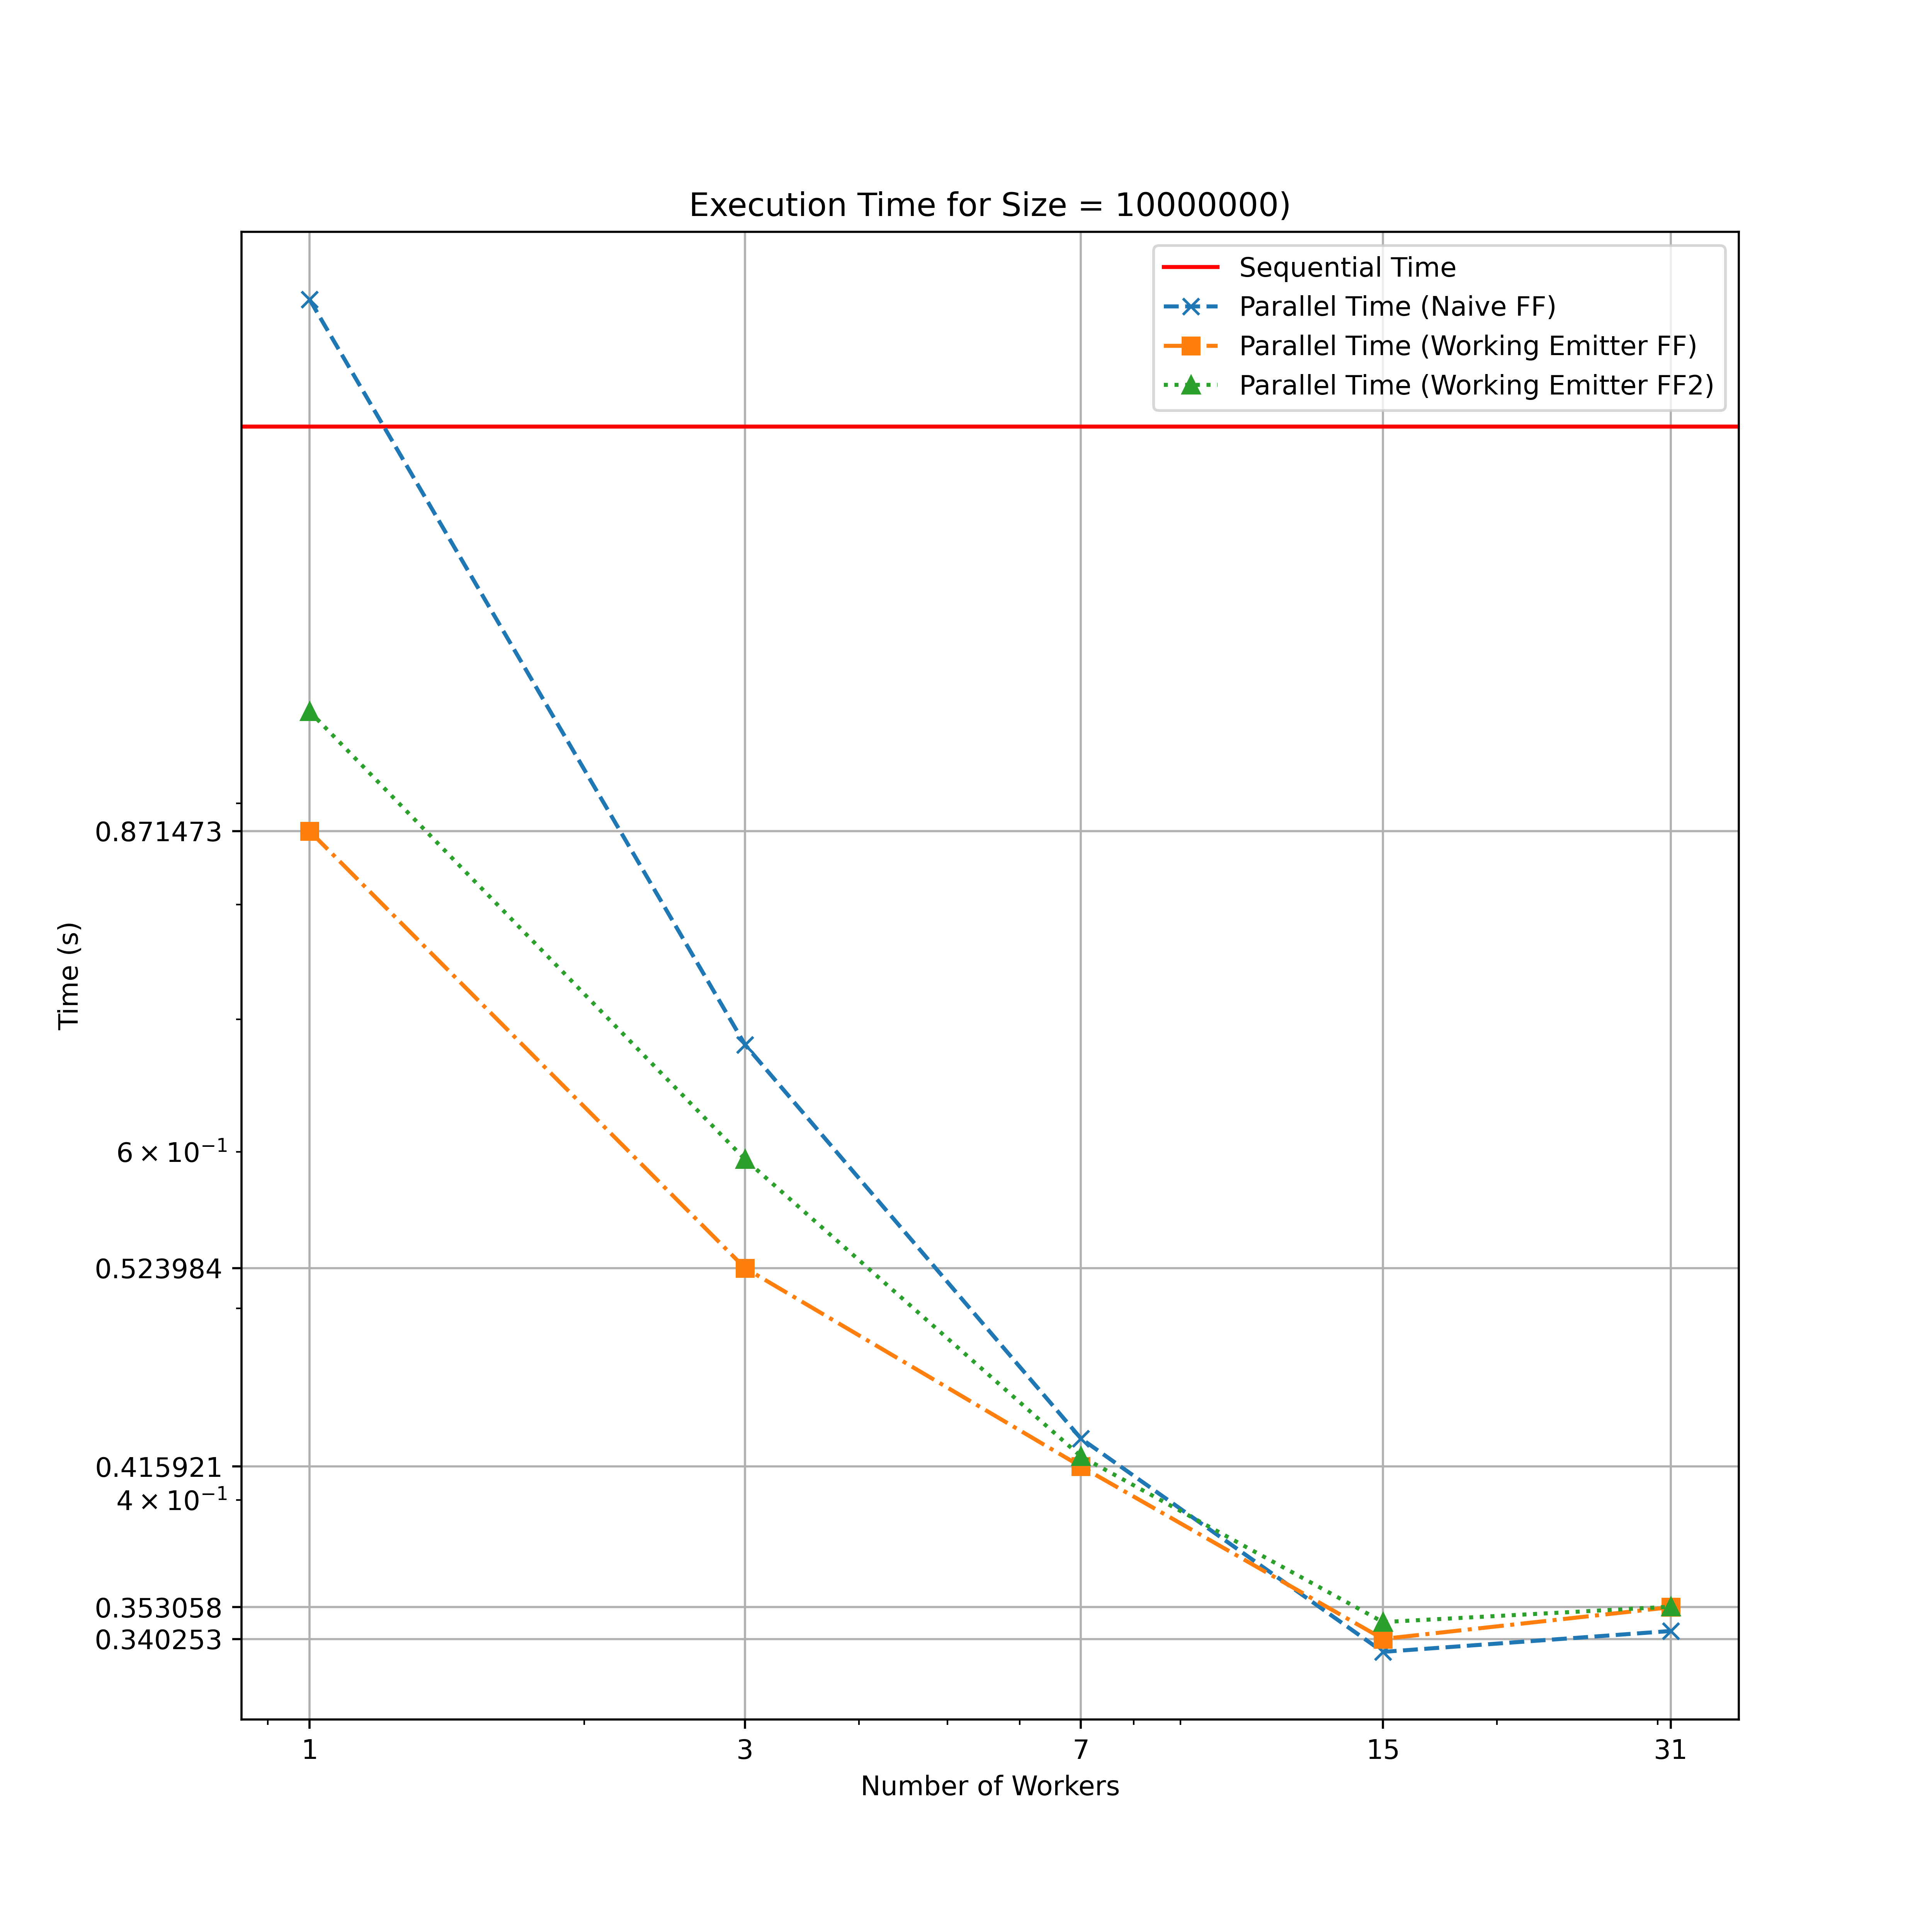 Execution Time for Size = 10000000)
Sequential Time
Parallel Time (Naive FF)
Parallel Time (Working Emitter FF)
Parallel Time (Working Emitter FF2)
Time (s)
0.871473
6 × 10⁻¹
0.523984
0.415921
4 × 10⁻¹
0.353058
0.340253
1 3 7 15 31
Number of Workers